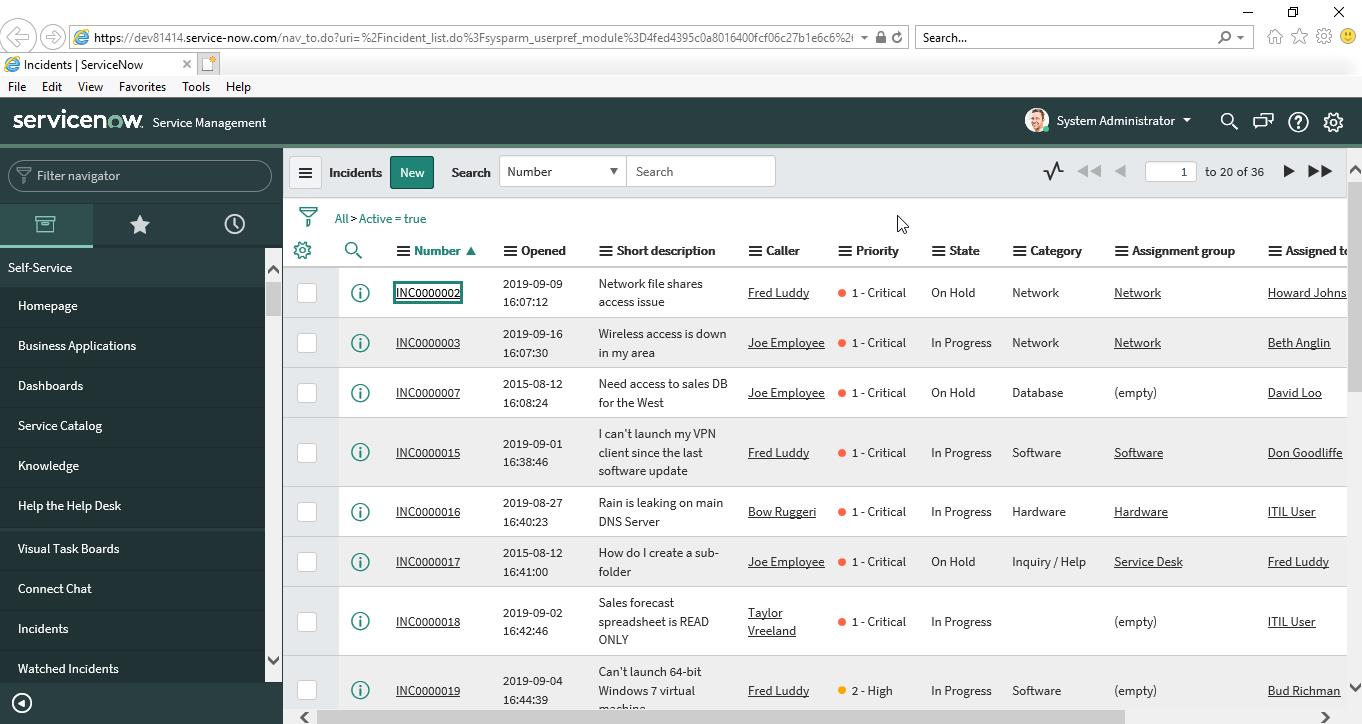 https://dev81414.service-now.com/nav_to.do?uri=%2Fincident_list.do%3Fsysparm_userpref_module%3D4fed4395c0a8016400fcf06c27b1e6c6%2
Search...
Incidents | ServiceNow
File Edit View Favorites Tools Help
servicenow. Service Management
System Administrator
Filter navigator
Self-Service
Homepage
Business Applications
Dashboards
Service Catalog
Knowledge
Help the Help Desk
Visual Task Boards
Connect Chat
Incidents
Watched Incidents
Incidents New Search Number Search 1 to 20 of 36
All > Active = true
Number Opened Short description Caller Priority State Category Assignment group Assigned to
INC0000002 2019-09-09 16:07:12 Network file shares access issue Fred Luddy 1 - Critical On Hold Network Network Howard Johns
INC0000003 2019-09-16 16:07:30 Wireless access is down in my area Joe Employee 1 - Critical In Progress Network Network Beth Anglin
INC0000007 2015-08-12 16:08:24 Need access to sales DB for the West Joe Employee 1 - Critical On Hold Database (empty) David Loo
INC0000015 2019-09-01 16:38:46 I can't launch my VPN client since the last software update Fred Luddy 1 - Critical In Progress Software Software Don Goodliffe
INC0000016 2019-08-27 16:40:23 Rain is leaking on main DNS Server Bow Ruggeri 1 - Critical In Progress Hardware Hardware ITIL User
INC0000017 2015-08-12 16:41:00 How do I create a sub-folder Joe Employee 1 - Critical On Hold Inquiry / Help Service Desk Fred Luddy
INC0000018 2019-09-02 16:42:46 Sales forecast spreadsheet is READ ONLY Taylor Vreeland 1 - Critical In Progress (empty) ITIL User
INC0000019 2019-09-04 16:44:39 Can't launch 64-bit Windows 7 virtual machine Fred Luddy 2 - High In Progress Software (empty) Bud Richman